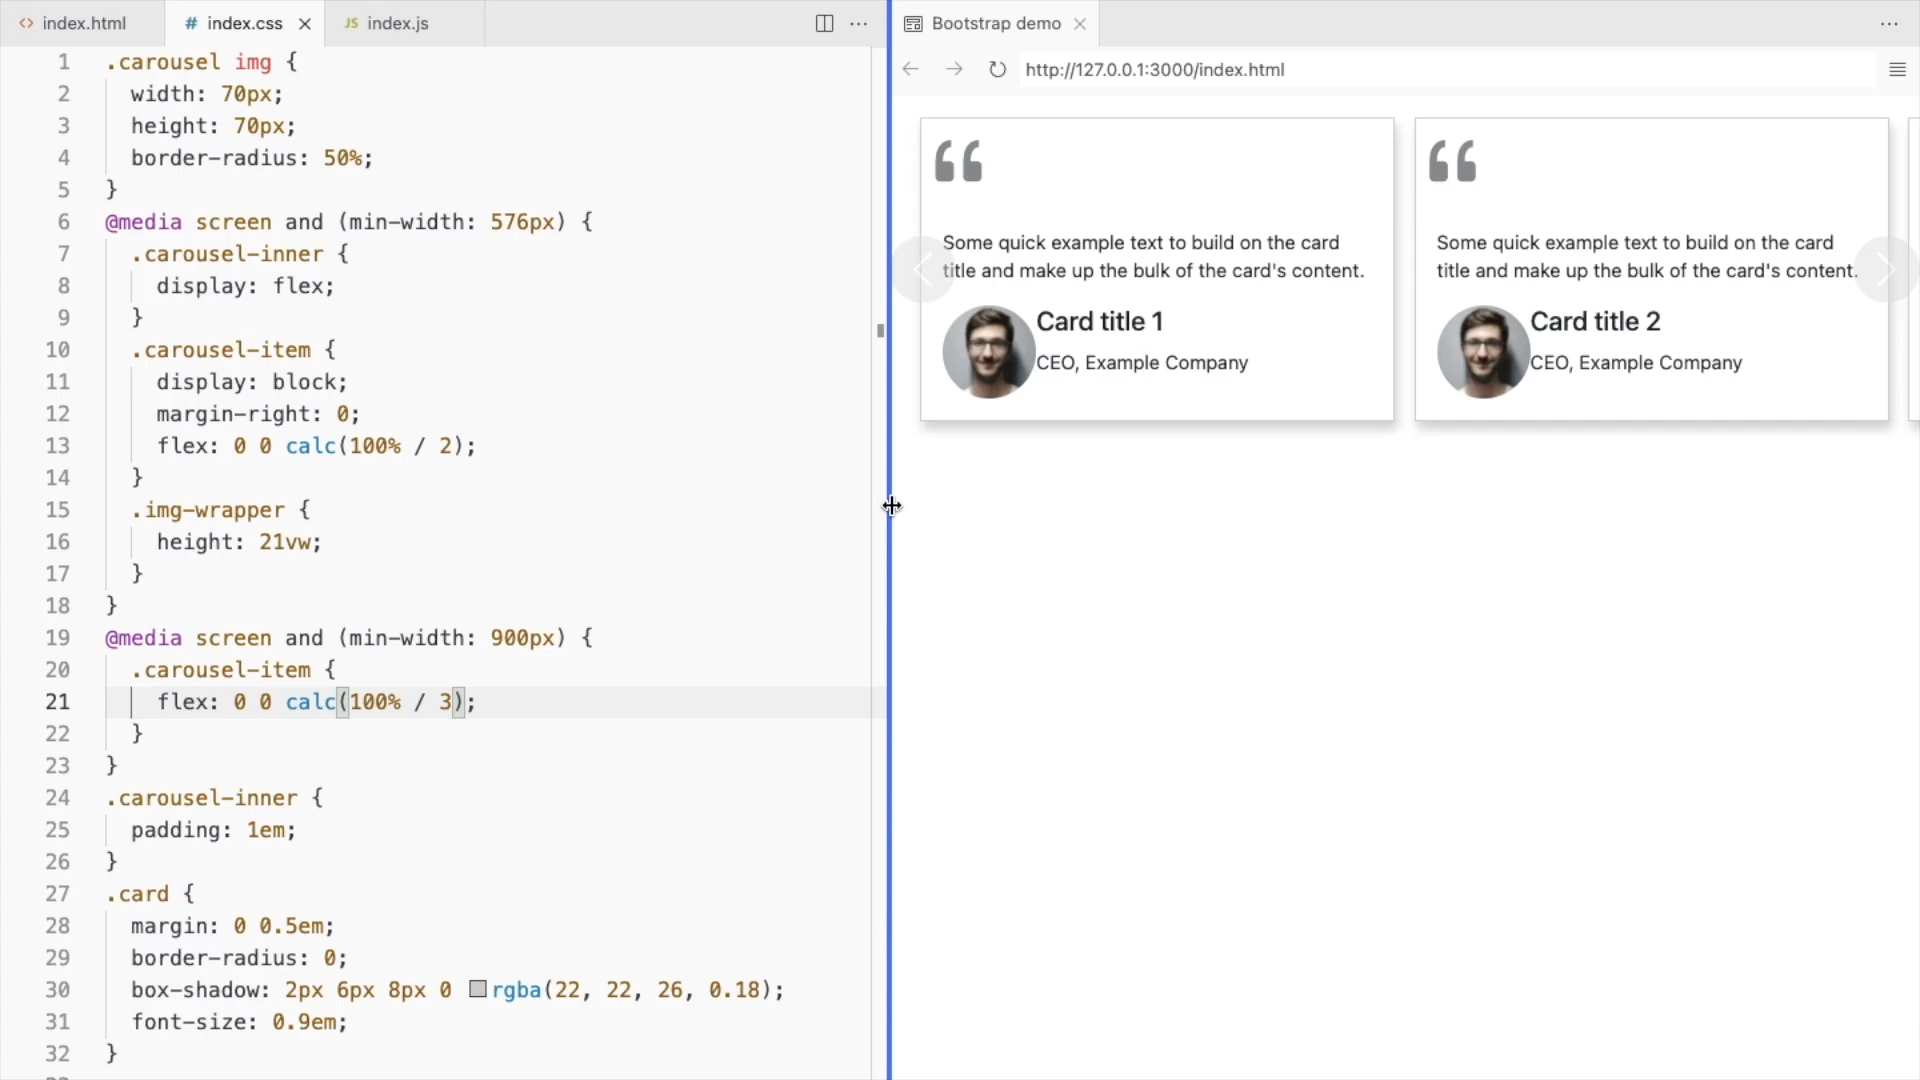 index.html
# index.css
JS index.js
1 .carousel img {
2 width: 70px;
3 height: 70px;
4 border-radius: 50%;
5 }
6 @media screen and (min-width: 576px) {
7 .carousel-inner {
8 display: flex;
9 }
10 .carousel-item {
11 display: block;
12 margin-right: 0;
13 flex: 0 0 calc(100% / 2);
14 }
15 .img-wrapper {
16 height: 21vw;
17 }
18 }
19 @media screen and (min-width: 900px) {
20 .carousel-item {
21 flex: 0 0 calc(100% / 3);
22 }
23 }
24 .carousel-inner {
25 padding: 1em;
26 }
27 .card {
28 margin: 0 0.5em;
29 border-radius: 0;
30 box-shadow: 2px 6px 8px 0 rgba(22, 22, 26, 0.18);
31 font-size: 0.9em;
32 }
Bootstrap demo
http://127.0.0.1:3000/index.html
Some quick example text to build on the card
title and make up the bulk of the card's content.
Card title 1
CEO, Example Company
Some quick example text to build on the card
title and make up the bulk of the card's content.
Card title 2
CEO, Example Company